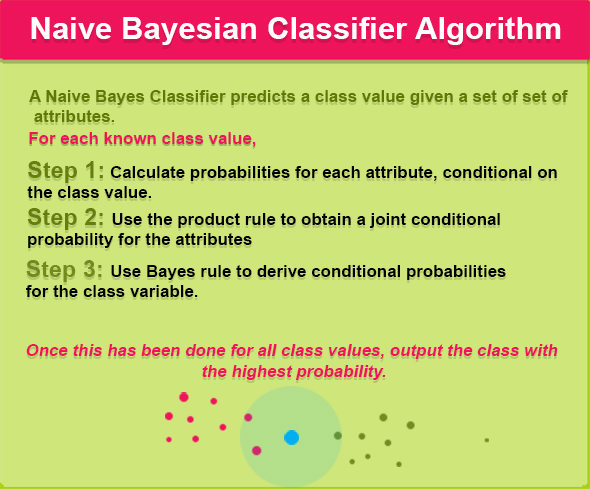 Naive Bayesian Classifier Algorithm
A Naive Bayes Classifier predicts a class value given a set of set of
attributes.
For each known class value,
Step 1: Calculate probabilities for each attribute, conditional on
the class value.
Step 2: Use the product rule to obtain a joint conditional
probability for the attributes
Step 3: Use Bayes rule to derive conditional probabilities
for the class variable.
Once this has been done for all class values, output the class with
the highest probability.